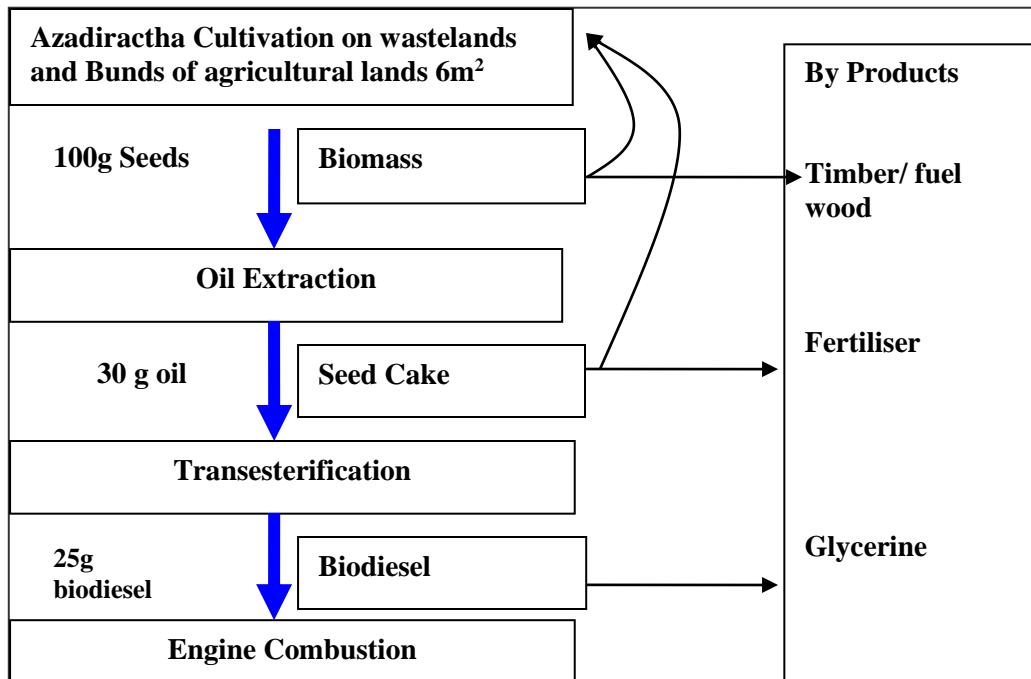 Azadiractha Cultivation on wastelands
and Bunds of agricultural lands 6m²
By Products
100g Seeds
Biomass
Timber/ fuel
wood
Oil Extraction
Fertiliser
30 g oil
Seed Cake
Transesterification
Glycerine
25g
biodiesel
Biodiesel
Engine Combustion